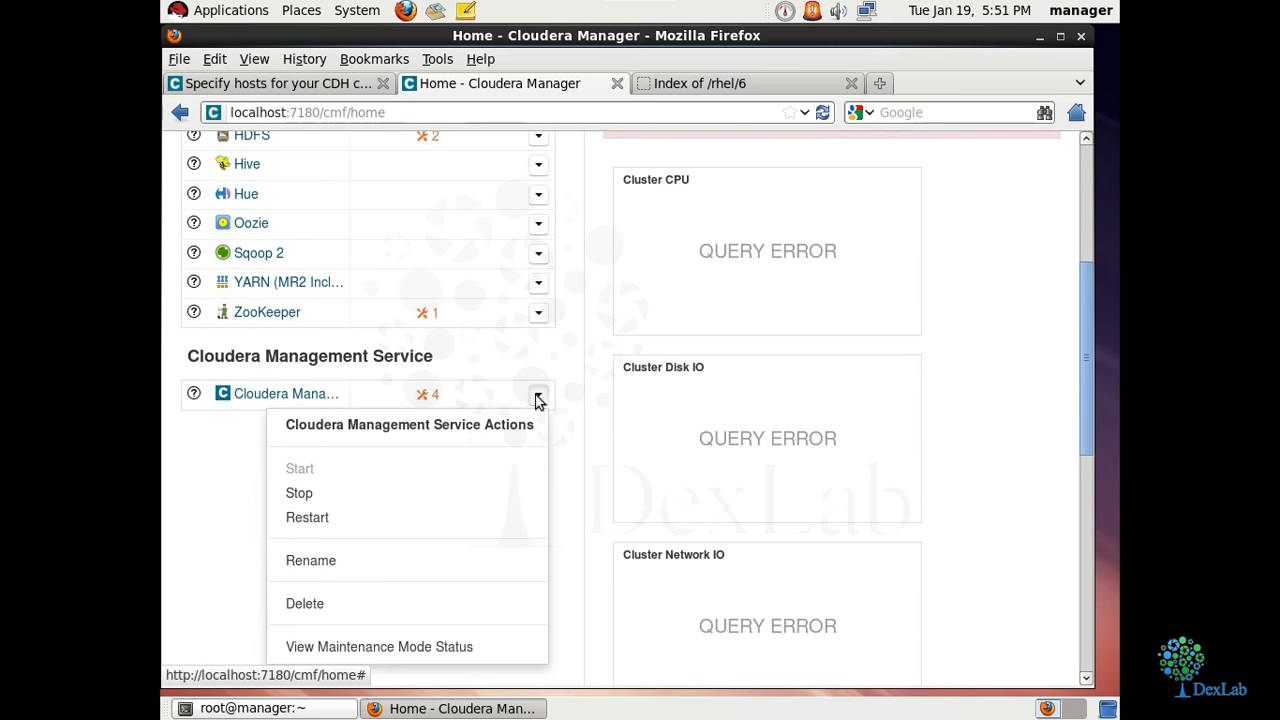 Applications Places System Tue Jan 19, 5:51 PM manager
Home - Cloudera Manager - Mozilla Firefox
File Edit View History Bookmarks Tools Help
Specify hosts for your CDH c... Home - Cloudera Manager Index of /rhel/6
localhost:7180/cmf/home Google
HDFS 2
Hive
Hue
Oozie
Sqoop 2
YARN (MR2 Incl...
ZooKeeper 1
Cloudera Management Service
Cloudera Mana... 4
Cloudera Management Service Actions
Start
Stop
Restart
Rename
Delete
View Maintenance Mode Status
Cluster CPU
QUERY ERROR
Cluster Disk IO
QUERY ERROR
DexLab
Cluster Network IO
QUERY ERROR
http://localhost:7180/cmf/home#
root@manager:~ Home - Cloudera Man...
DexLab